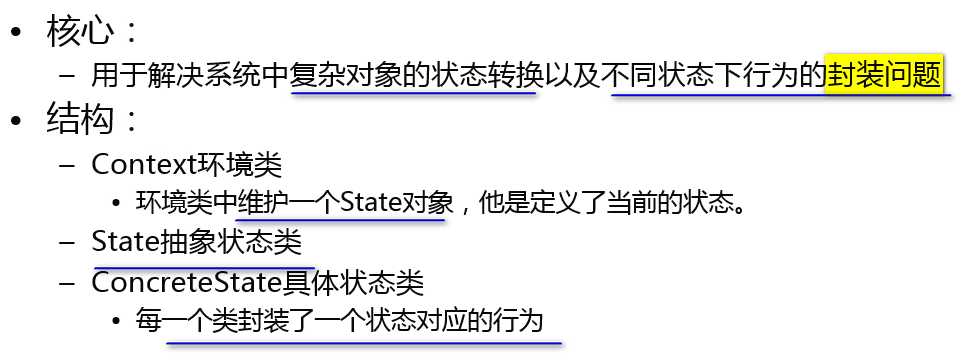 • 核心：
– 用于解决系统中复杂对象的状态转换以及不同状态下行为的封装问题
• 结构：
– Context环境类
• 环境类中维护一个State对象，他是定义了当前的状态。
– State抽象状态类
– ConcreteState具体状态类
• 每一个类封装了一个状态对应的行为